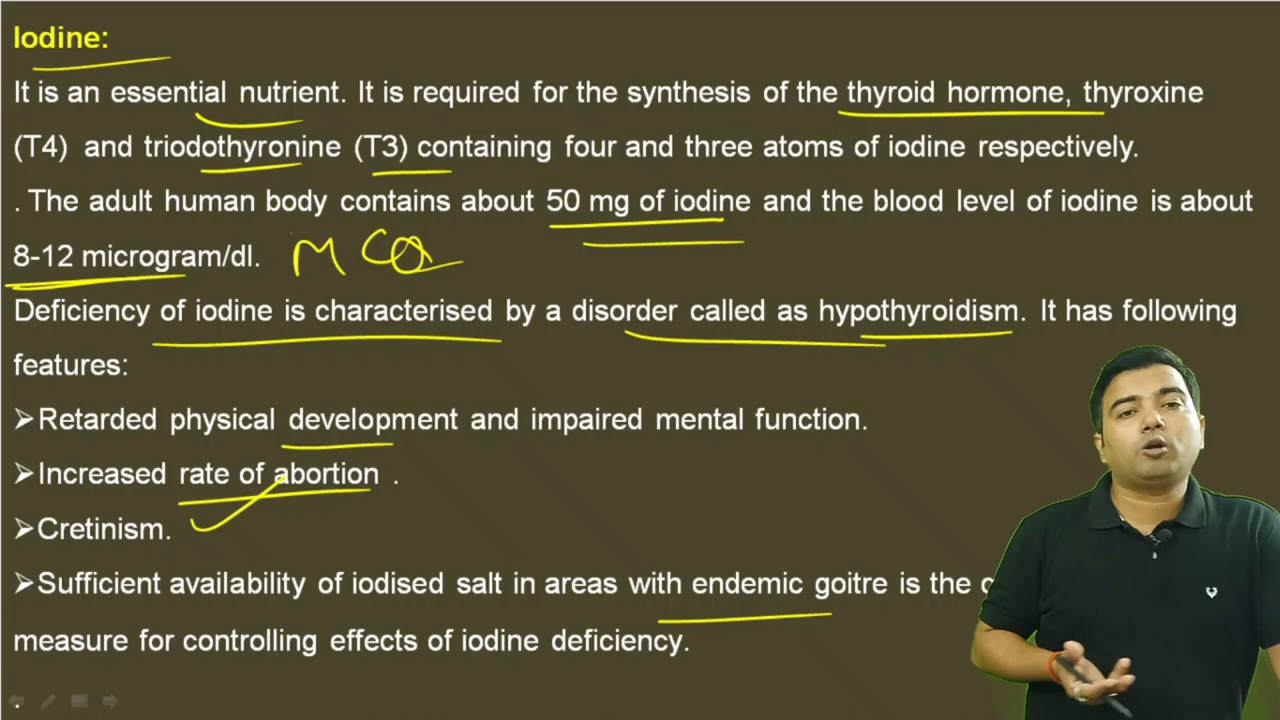 Iodine:
It is an essential nutrient. It is required for the synthesis of the thyroid hormone, thyroxine
(T4) and triodothyronine (T3) containing four and three atoms of iodine respectively.
. The adult human body contains about 50 mg of iodine and the blood level of iodine is about
8-12 microgram/dl. MCQ
Deficiency of iodine is characterised by a disorder called as hypothyroidism. It has following
features:
➢Retarded physical development and impaired mental function.
➢Increased rate of abortion .
➢Cretinism.
➢Sufficient availability of iodised salt in areas with endemic goitre is the
measure for controlling effects of iodine deficiency.